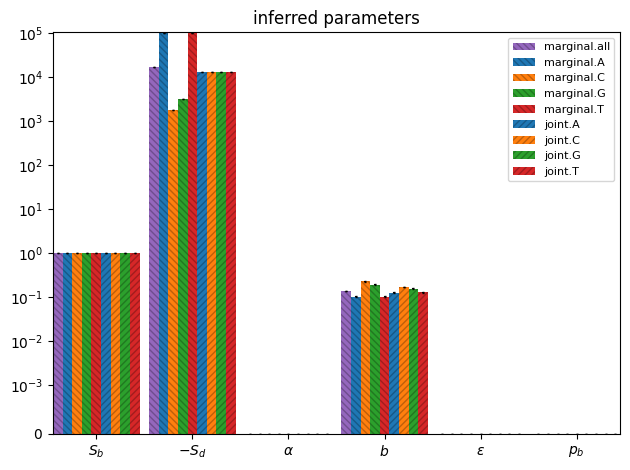 inferred parameters
10^5
10^4
10^3
10^2
10^1
10^0
10^-1
10^-2
10^-3
0
marginal.all
marginal.A
marginal.C
marginal.G
marginal.T
joint.A
joint.C
joint.G
joint.T
S_b -S_d α b ε p_b